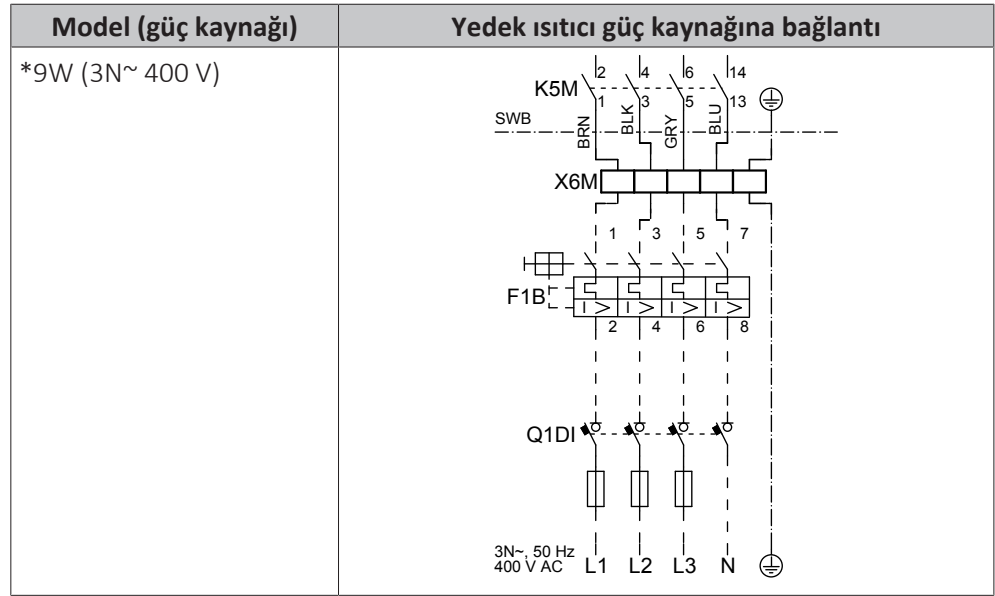 Model (güç kaynağı)
Yedek ısıtıcı güç kaynağına bağlantı
*9W (3N~ 400 V)
2 4 6 14
K5M
1 3 5 13
SWB
BRN BLK GRY BLU
X6M
1 3 5 7
F1B
I > I > I > I >
2 4 6 8
Q1DI
3N~, 50 Hz
400 V AC
L1 L2 L3 N